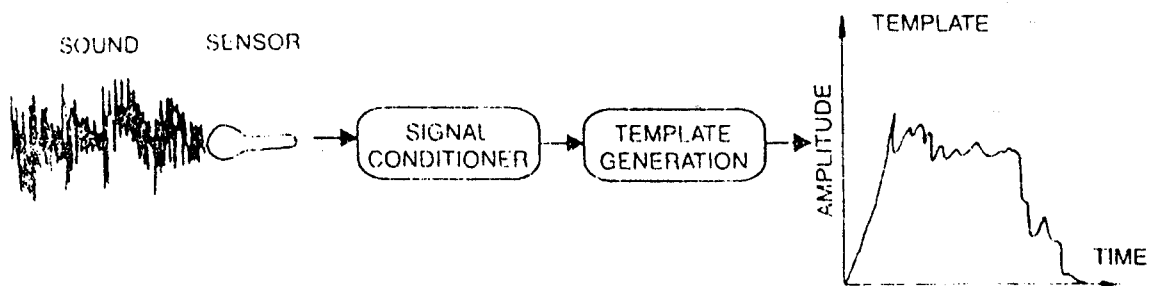 SOUND
SENSOR
SIGNAL
CONDITIONER
TEMPLATE
GENERATION
TEMPLATE
AMPLITUDE
TIME